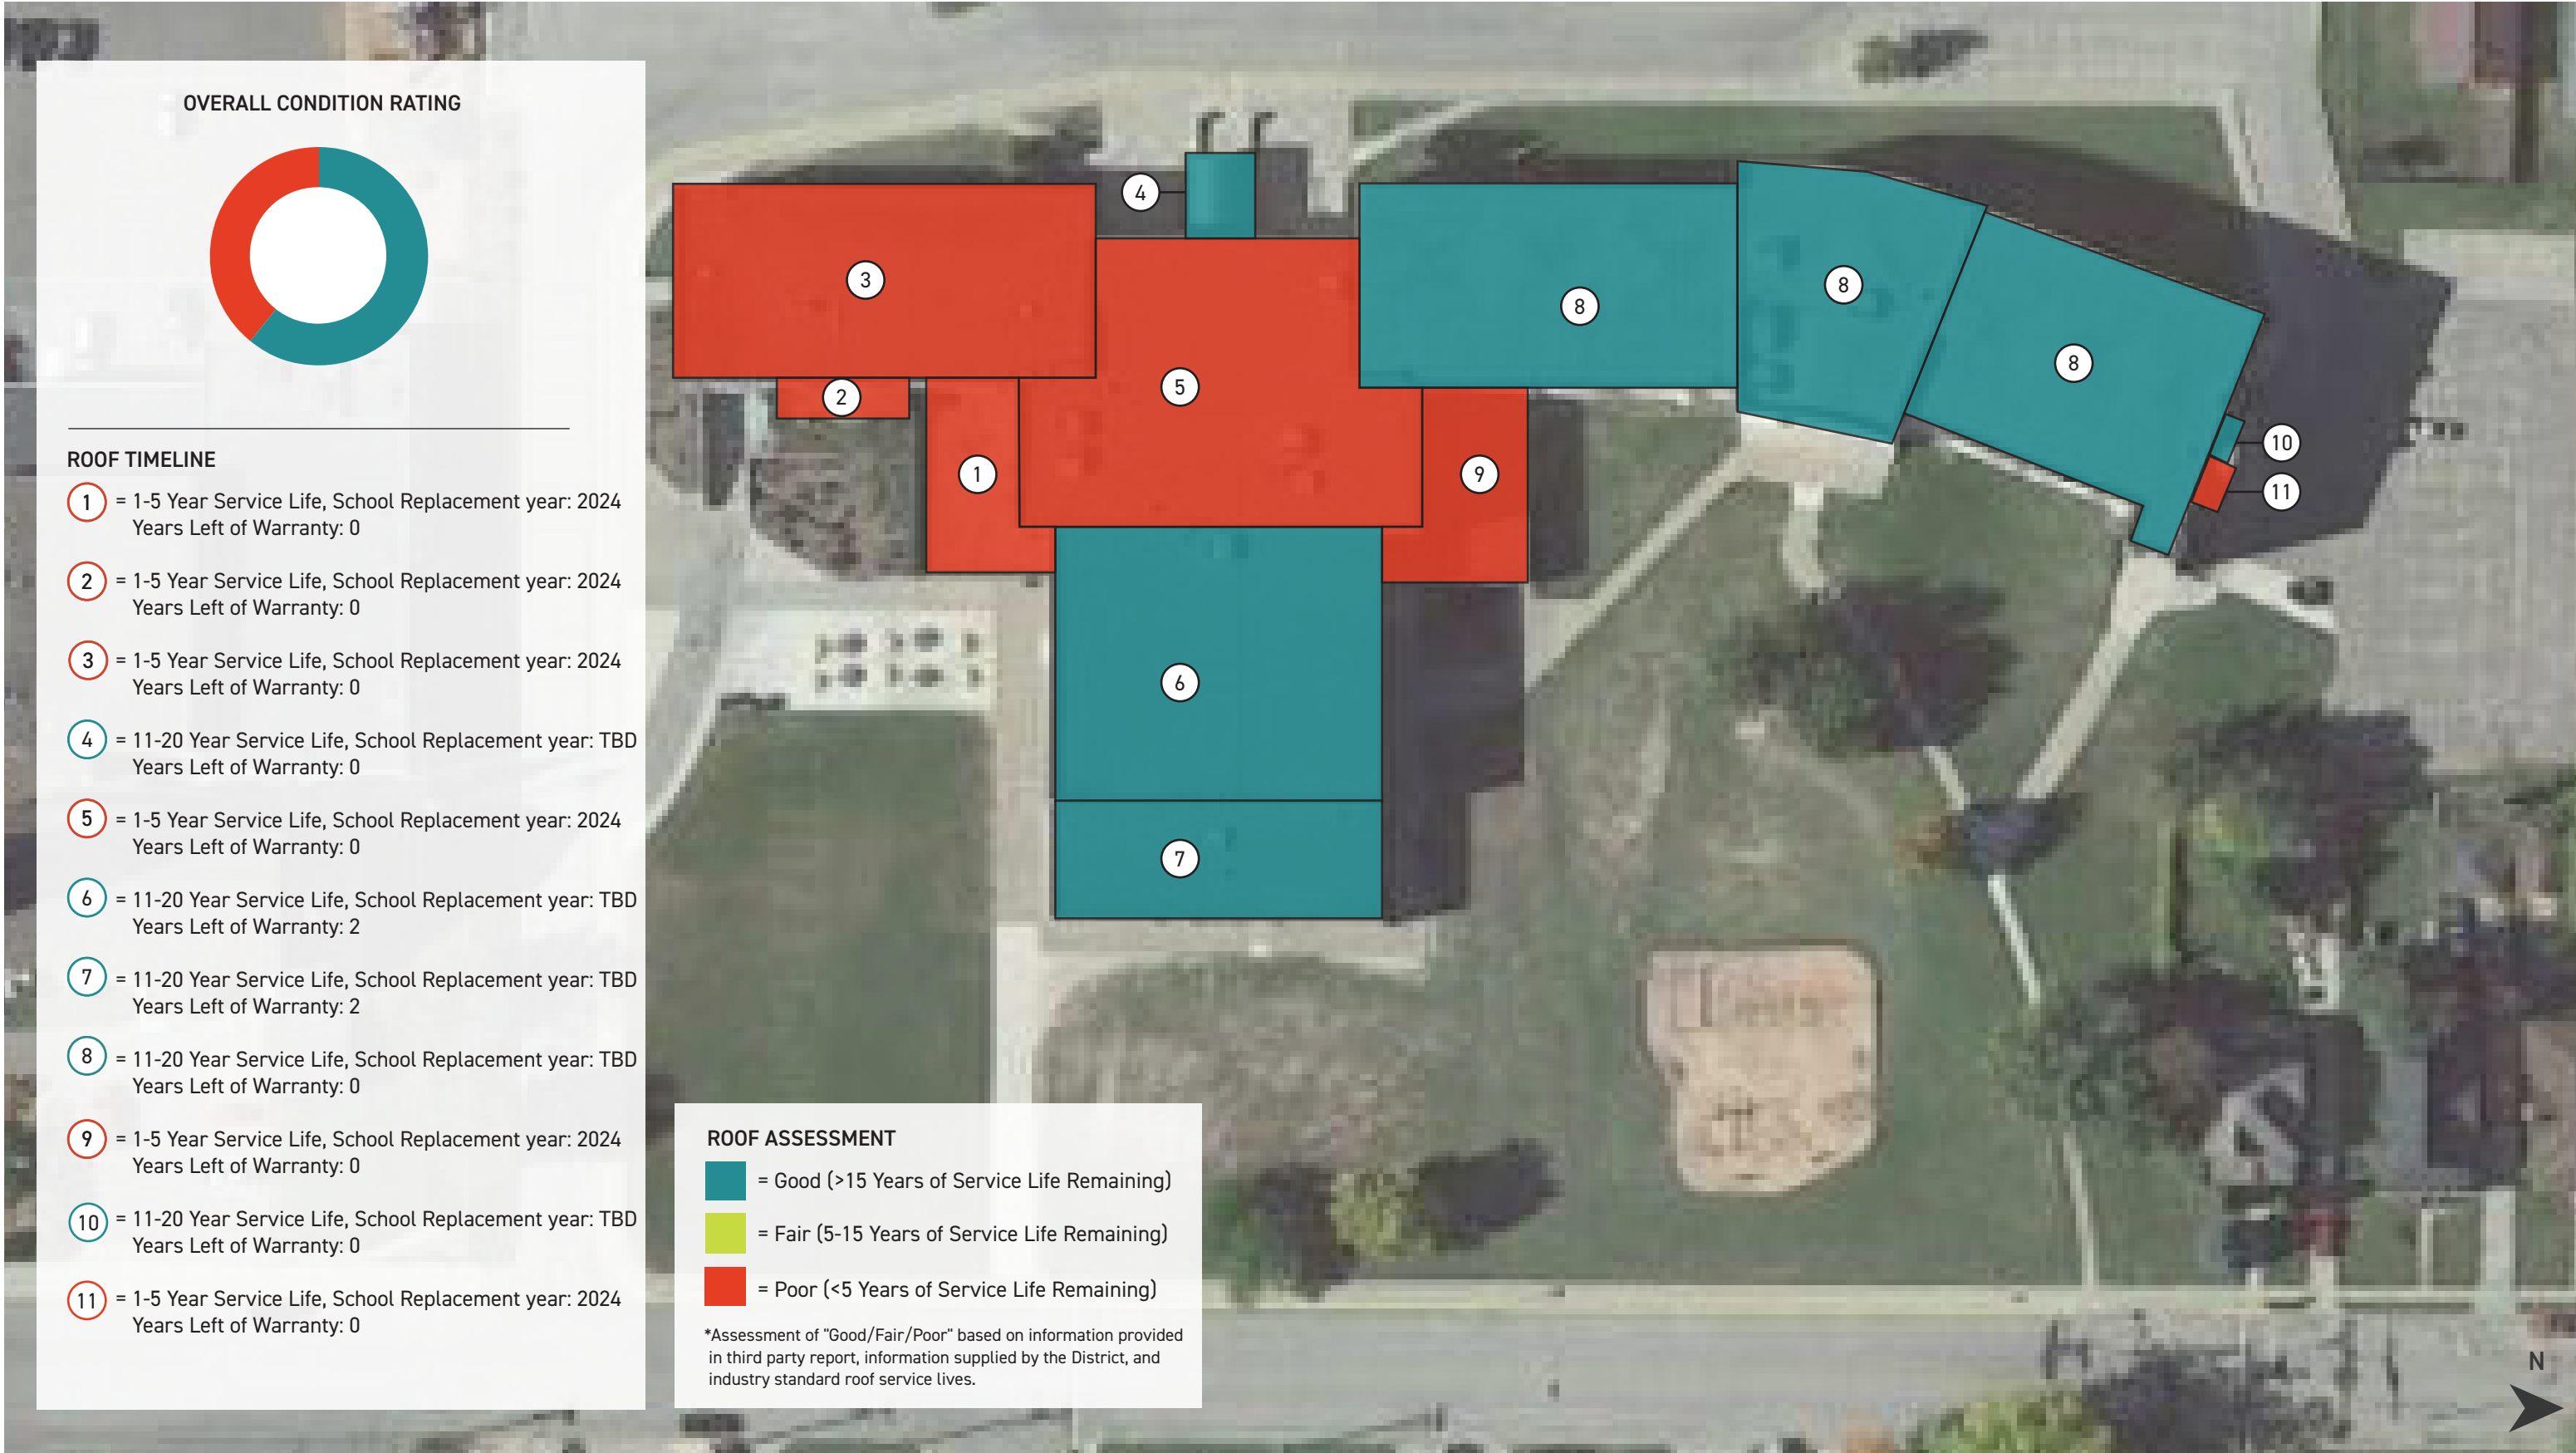 OVERALL CONDITION RATING
ROOF TIMELINE
1 = 1-5 Year Service Life, School Replacement year: 2024
Years Left of Warranty: 0
2 = 1-5 Year Service Life, School Replacement year: 2024
Years Left of Warranty: 0
3 = 1-5 Year Service Life, School Replacement year: 2024
Years Left of Warranty: 0
4 = 11-20 Year Service Life, School Replacement year: TBD
Years Left of Warranty: 0
5 = 1-5 Year Service Life, School Replacement year: 2024
Years Left of Warranty: 0
6 = 11-20 Year Service Life, School Replacement year: TBD
Years Left of Warranty: 2
7 = 11-20 Year Service Life, School Replacement year: TBD
Years Left of Warranty: 2
8 = 11-20 Year Service Life, School Replacement year: TBD
Years Left of Warranty: 0
9 = 1-5 Year Service Life, School Replacement year: 2024
Years Left of Warranty: 0
10 = 11-20 Year Service Life, School Replacement year: TBD
Years Left of Warranty: 0
11 = 1-5 Year Service Life, School Replacement year: 2024
Years Left of Warranty: 0
4
3
8
8
5
8
2
1
9
10
11
6
7
ROOF ASSESSMENT
= Good (>15 Years of Service Life Remaining)
= Fair (5-15 Years of Service Life Remaining)
= Poor (<5 Years of Service Life Remaining)
*Assessment of "Good/Fair/Poor" based on information provided
in third party report, information supplied by the District, and
industry standard roof service lives.
N